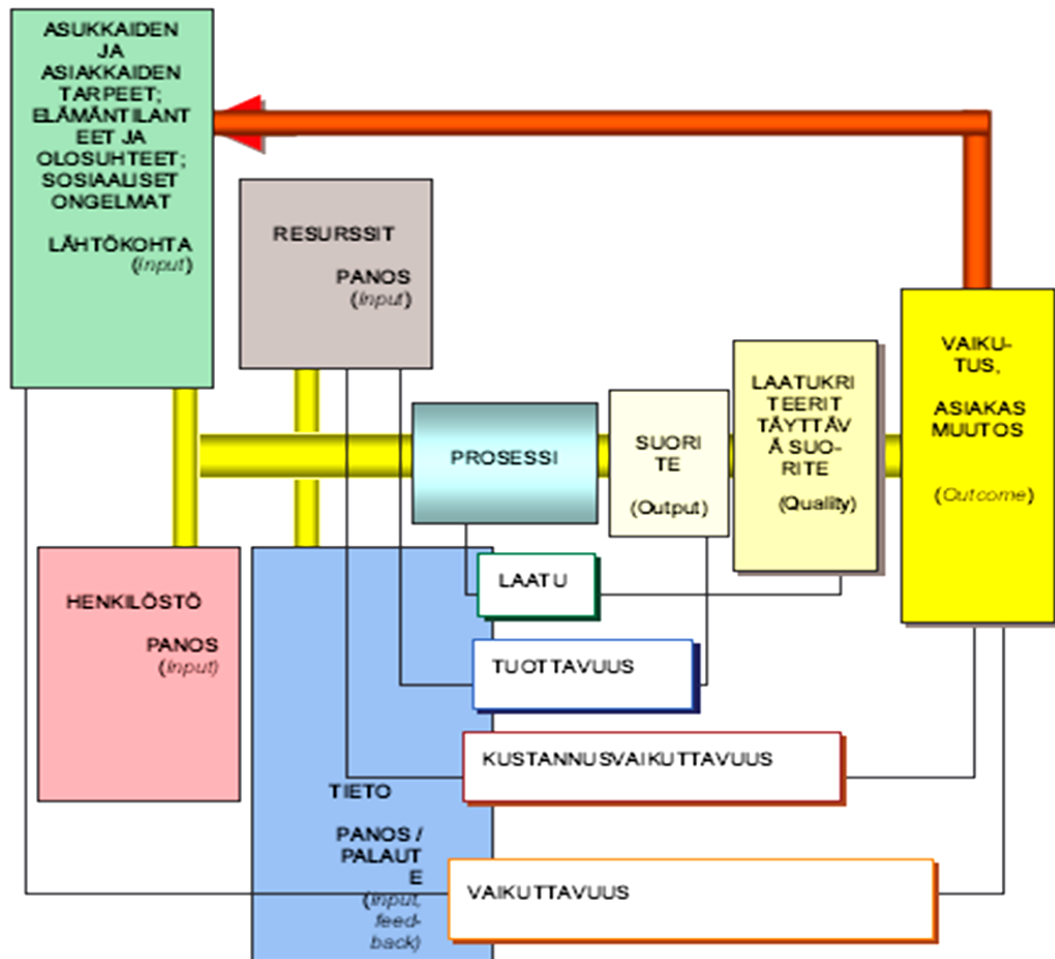 ASUKKAIDEN
JA
ASIAKKAIDEN
TARPEET;
ELÄMÄNTILANT
EET JA
OLOSUHTEET;
SOSIAALISET
ONGELMAT
LÄHTÖKOHTA
(Input)
RESURSSIT
PANOS
(Input)
PROSESSI
SUORI
TE
(Output)
LAATUKRI
TEERIT
TÄYTTÄV
Ä SUO-
RITE
(Quality)
VAIKU-
TUS,
ASIAKAS
MUUTOS
(Outcome)
HENKILÖSTÖ
PANOS
(Input)
TIETO
PANOS /
PALAUT
E
(Input,
feed-
back)
LAATU
TUOTTAVUUS
KUSTANNUSVAIKUTTAVUUS
VAIKUTTAVUUS